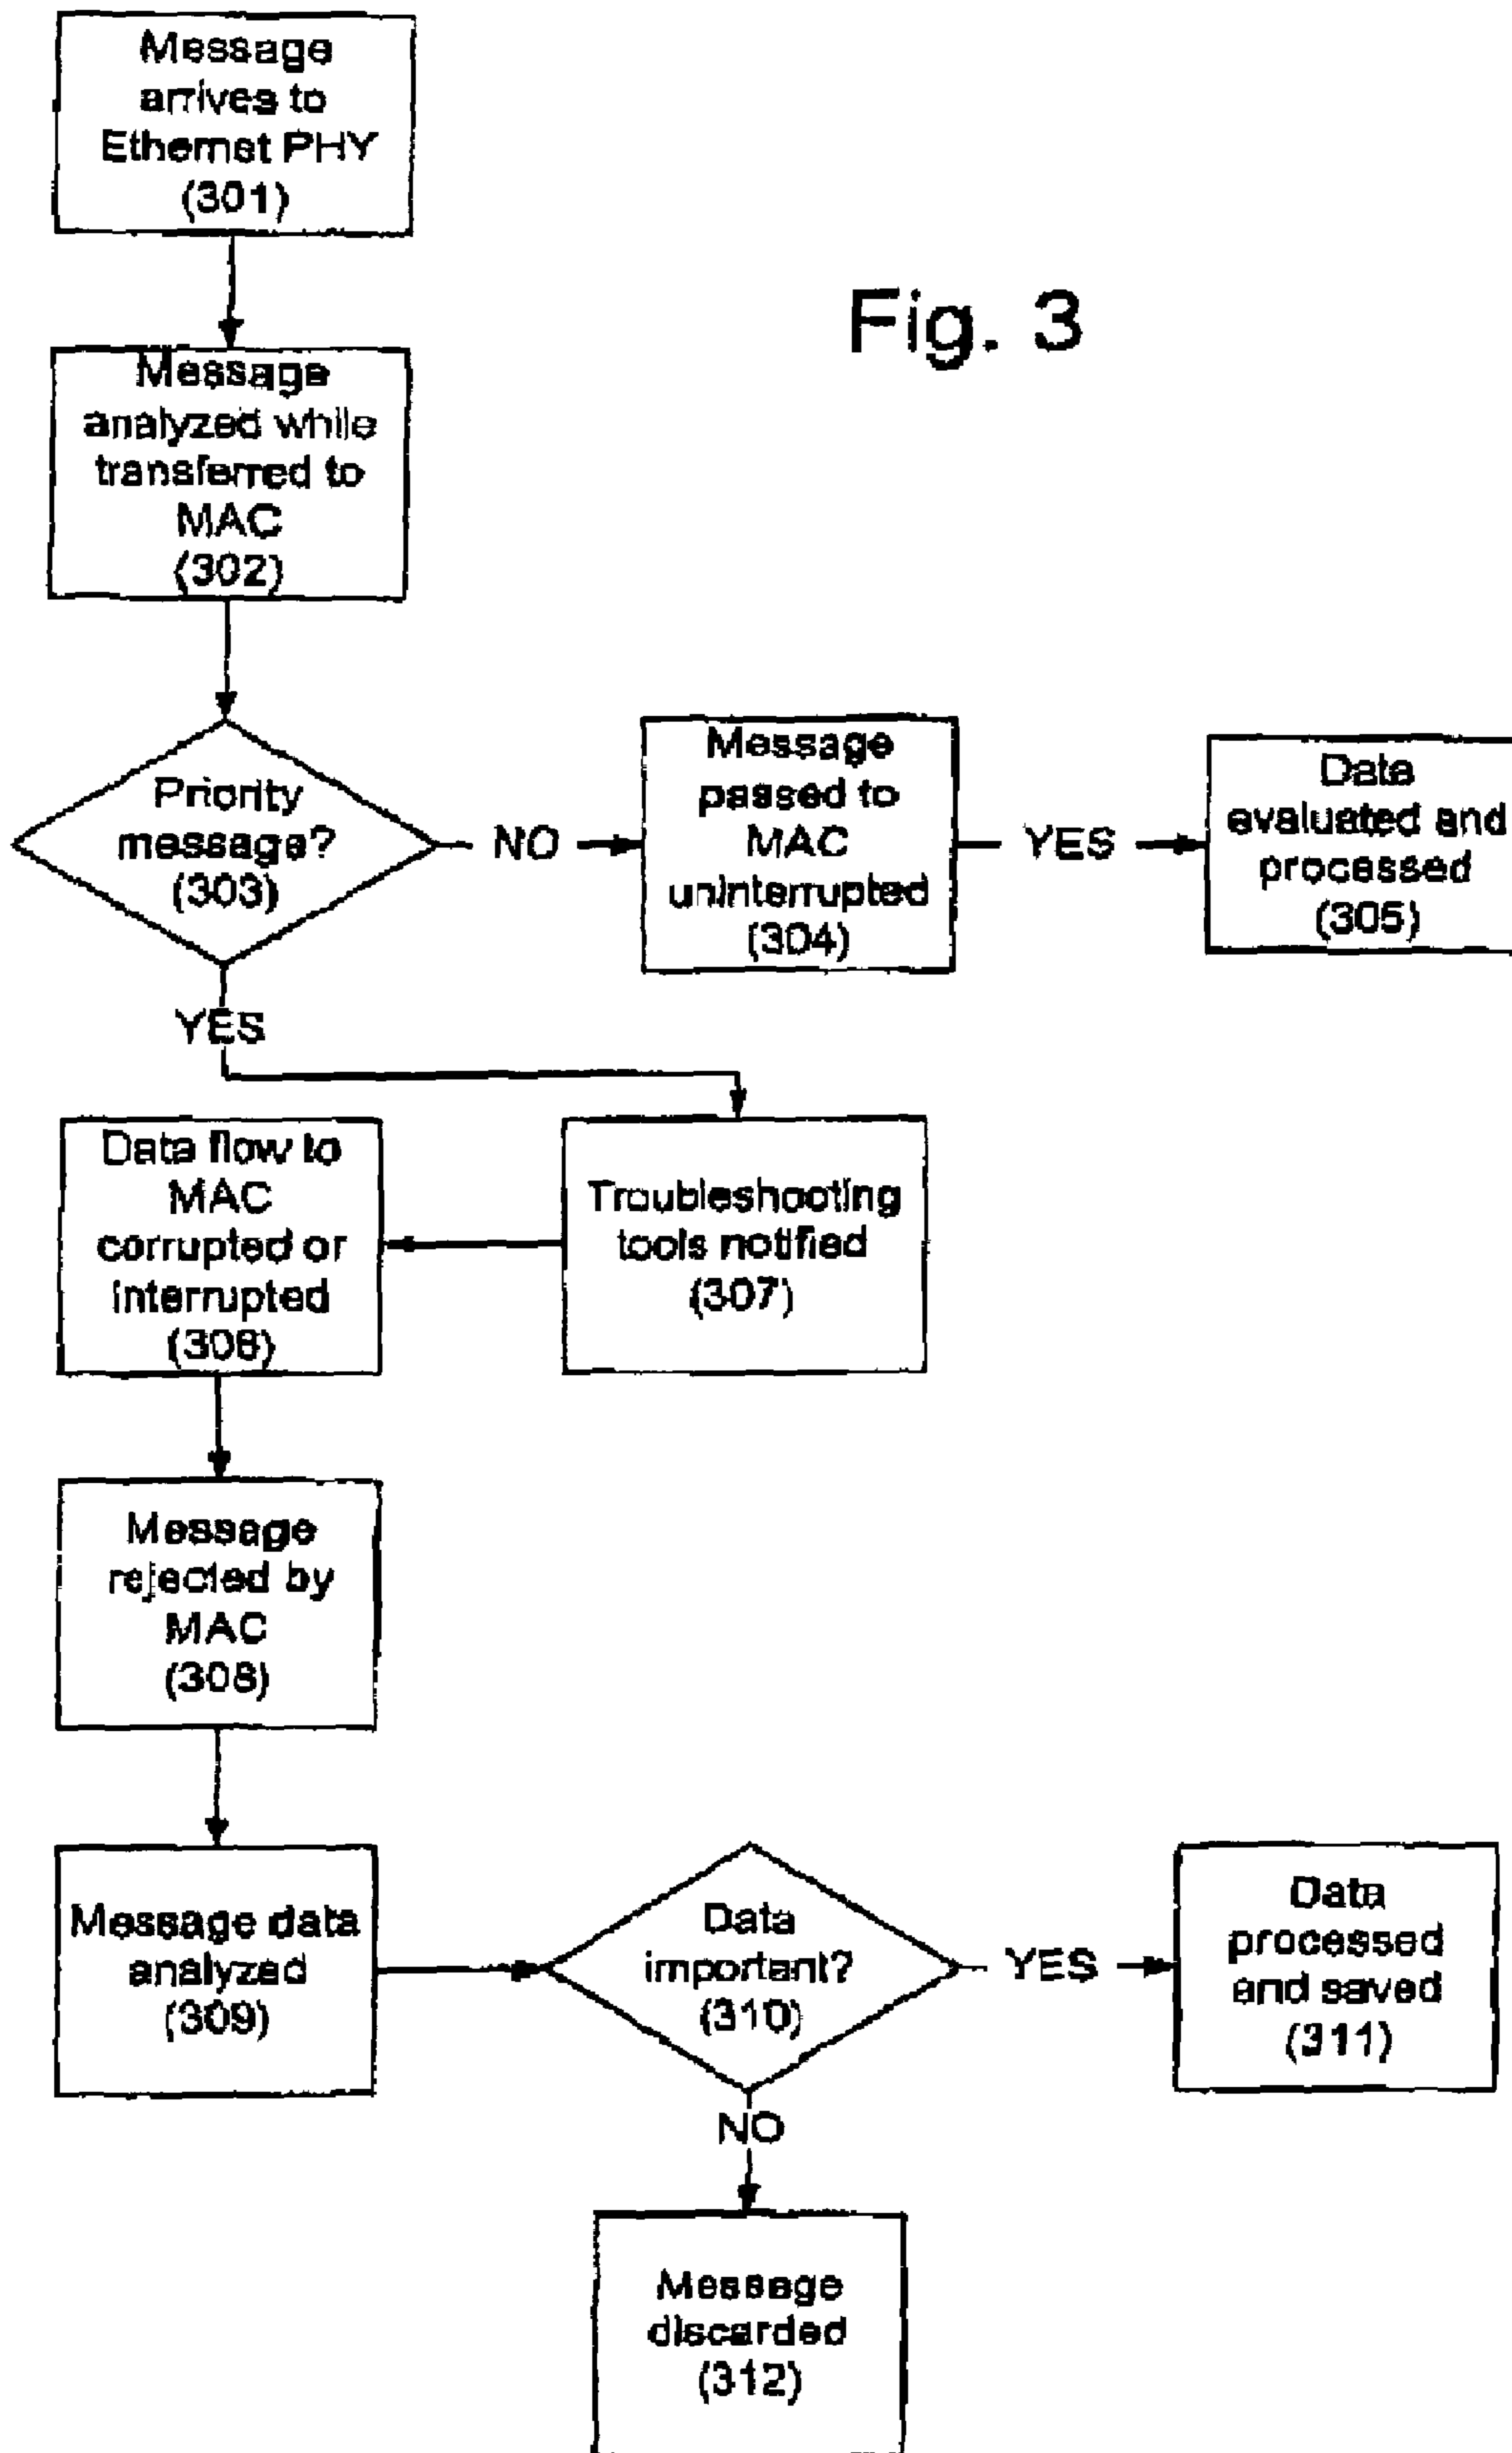 Message
arrives to
Ethernet PHY
(301)
Fig. 3
Message
analyzed while
transferred to
MAC
(302)
Priority
message?
(303)
NO
Message
passed to
MAC
uninterrupted
(304)
YES
Data
evaluated and
processed
(305)
YES
Data flow to
MAC
corrupted or
interrupted
(306)
Troubleshooting
tools notified
(307)
Message
rejected by
MAC
(308)
Message data
analyzed
(309)
Data
important?
(310)
YES
Data
processed
and saved
(311)
NO
Message
discarded
(312)